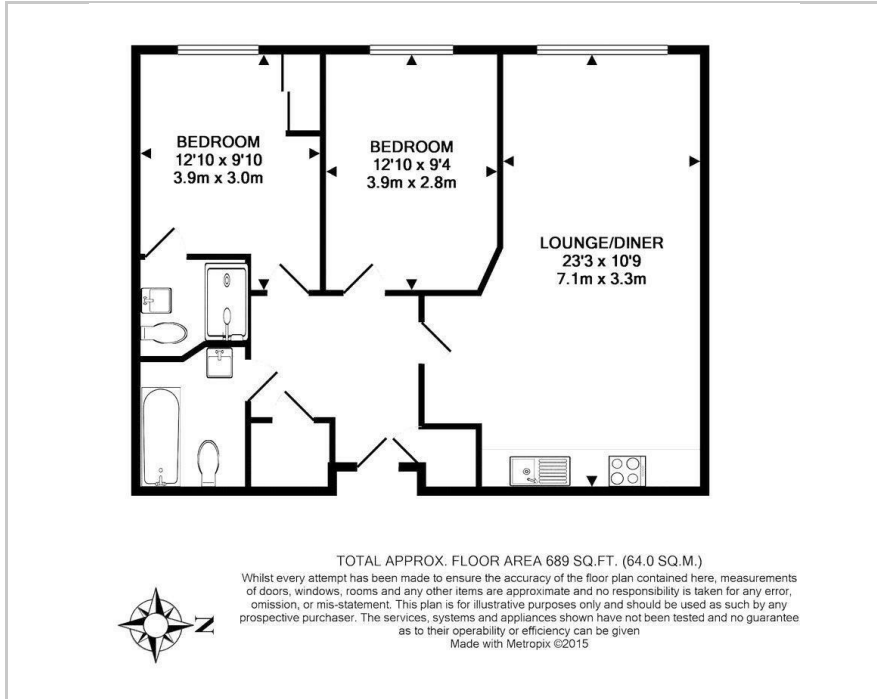 BEDROOM
12'10 x 9'10
3.9m x 3.0m
BEDROOM
12'10 x 9'4
3.9m x 2.8m
LOUNGE/DINER
23'3 x 10'9
7.1m x 3.3m
TOTAL APPROX. FLOOR AREA 689 SQ.FT. (64.0 SQ.M.)
Whilst every attempt has been made to ensure the accuracy of the floor plan contained here, measurements
of doors, windows, rooms and any other items are approximate and no responsibility is taken for any error,
omission, or mis-statement. This plan is for illustrative purposes only and should be used as such by any
prospective purchaser. The services, systems and appliances shown have not been tested and no guarantee
as to their operability or efficiency can be given
Made with Metropix ©2015
N